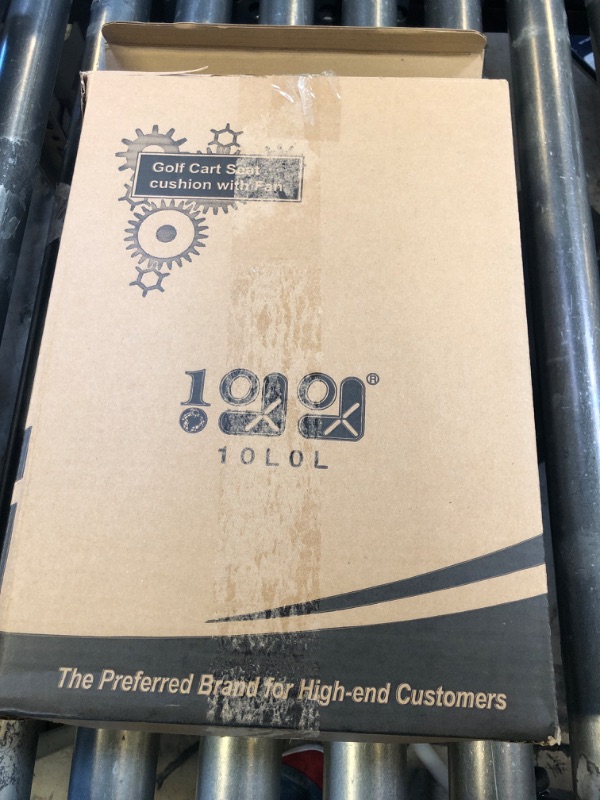 Golf Cart Seat
cushion with Fan
®
10L0L
The Preferred Brand for High-end Customers